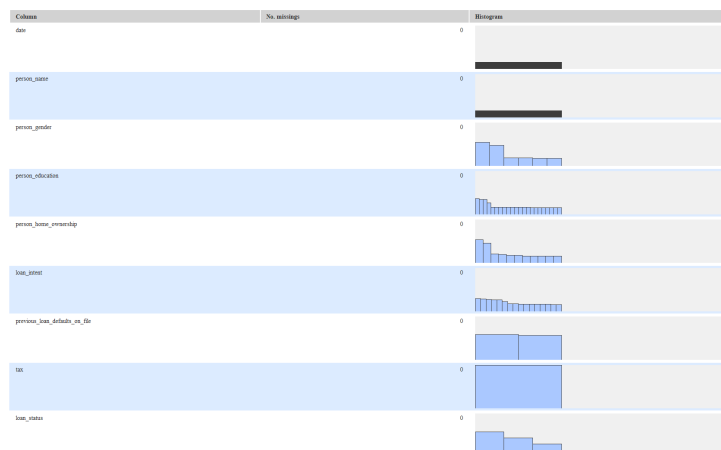 Column No. missings Histogram
date 0
person_name 0
person_gender 0
person_education 0
person_home_ownership 0
loan_intent 0
previous_loan_defaults_on_file 0
tax 0
loan_status 0